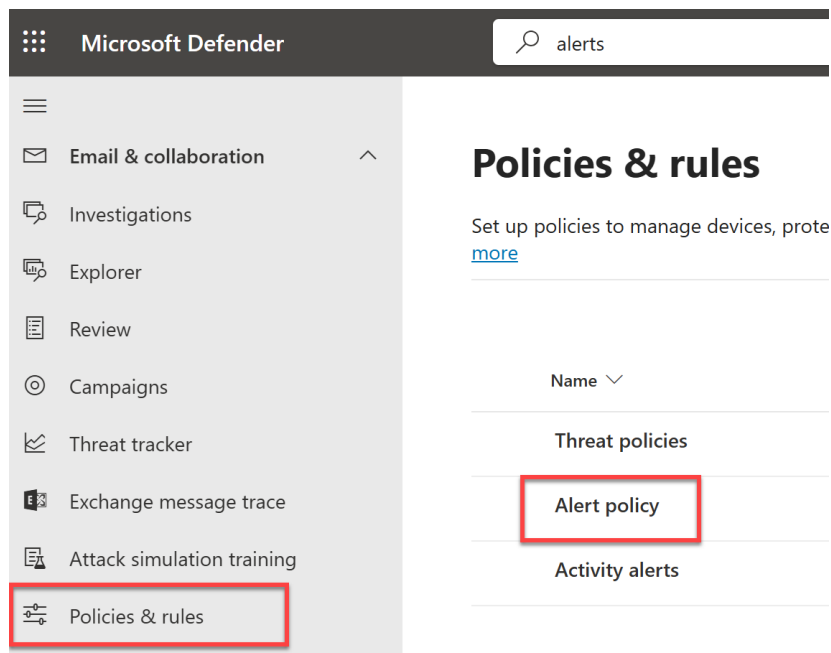 Microsoft Defender
alerts
Email & collaboration
Investigations
Explorer
Review
Campaigns
Threat tracker
Exchange message trace
Attack simulation training
Policies & rules
Policies & rules
Set up policies to manage devices, prote
more
Name
Threat policies
Alert policy
Activity alerts